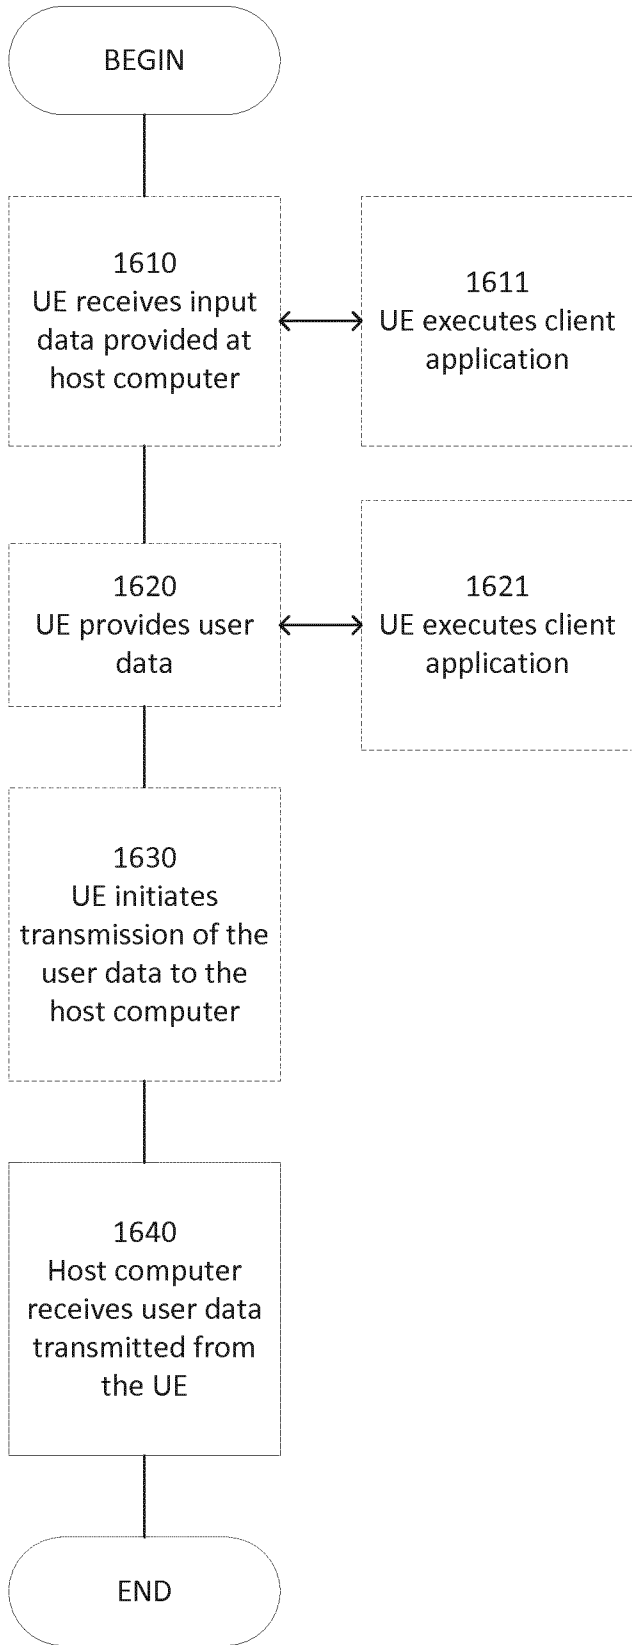 BEGIN
1610
UE receives input
data provided at
host computer
1611
UE executes client
application
1620
UE provides user
data
1621
UE executes client
application
1630
UE initiates
transmission of the
user data to the
host computer
1640
Host computer
receives user data
transmitted from
the UE
END